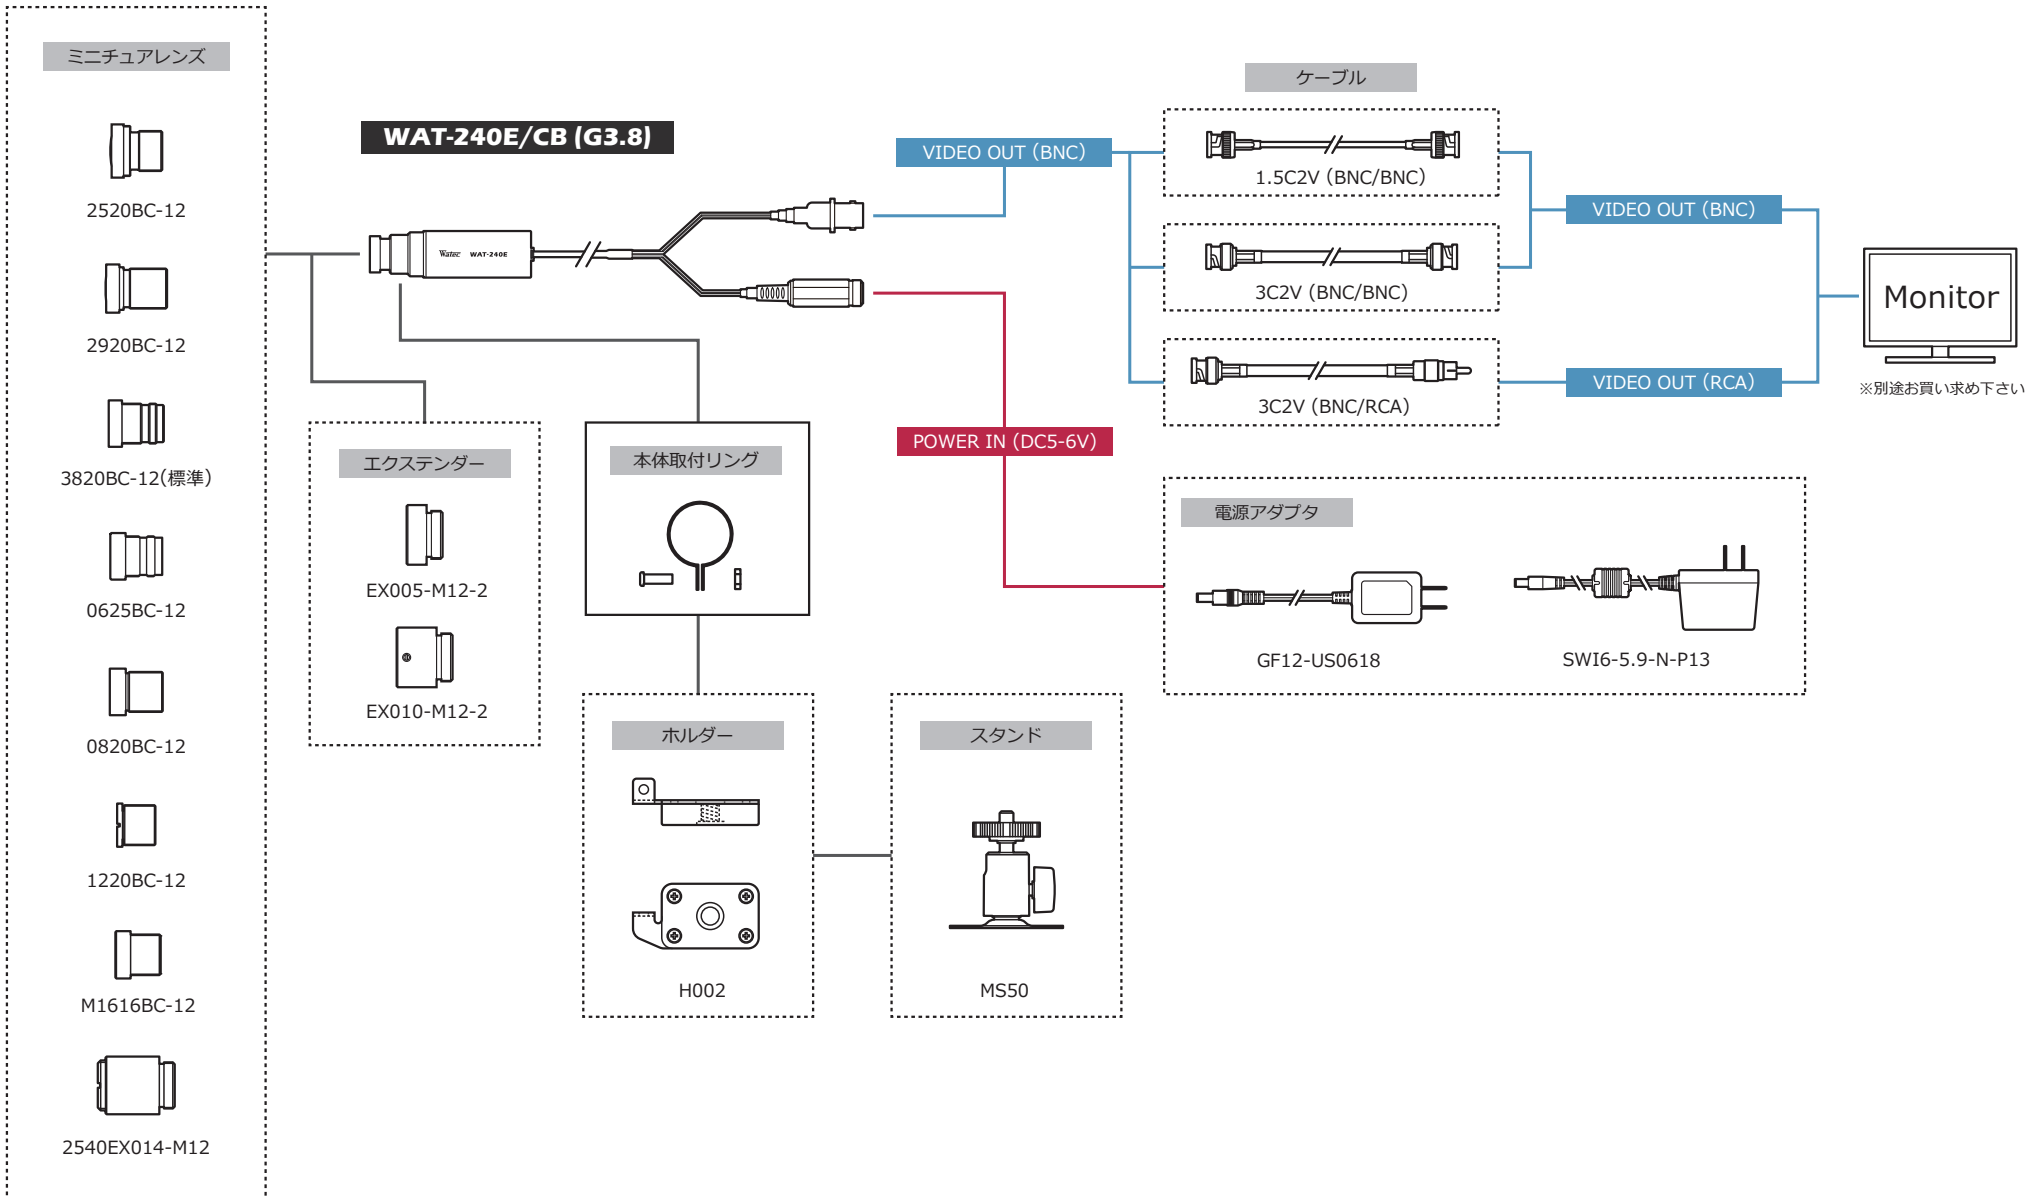 ミニチュアレンズ
2520BC-12
2920BC-12
3820BC-12(標準)
0625BC-12
0820BC-12
1220BC-12
M1616BC-12
2540EX014-M12
WAT-240E/CB (G3.8)
Watec WAT-240E
エクステンダー
EX005-M12-2
EX010-M12-2
本体取付リング
ホルダー
H002
スタンド
MS50
VIDEO OUT (BNC)
POWER IN (DC5-6V)
ケーブル
1.5C2V (BNC/BNC)
3C2V (BNC/BNC)
3C2V (BNC/RCA)
VIDEO OUT (BNC)
VIDEO OUT (RCA)
Monitor
※別途お買い求め下さい
電源アダプタ
GF12-US0618
SWI6-5.9-N-P13